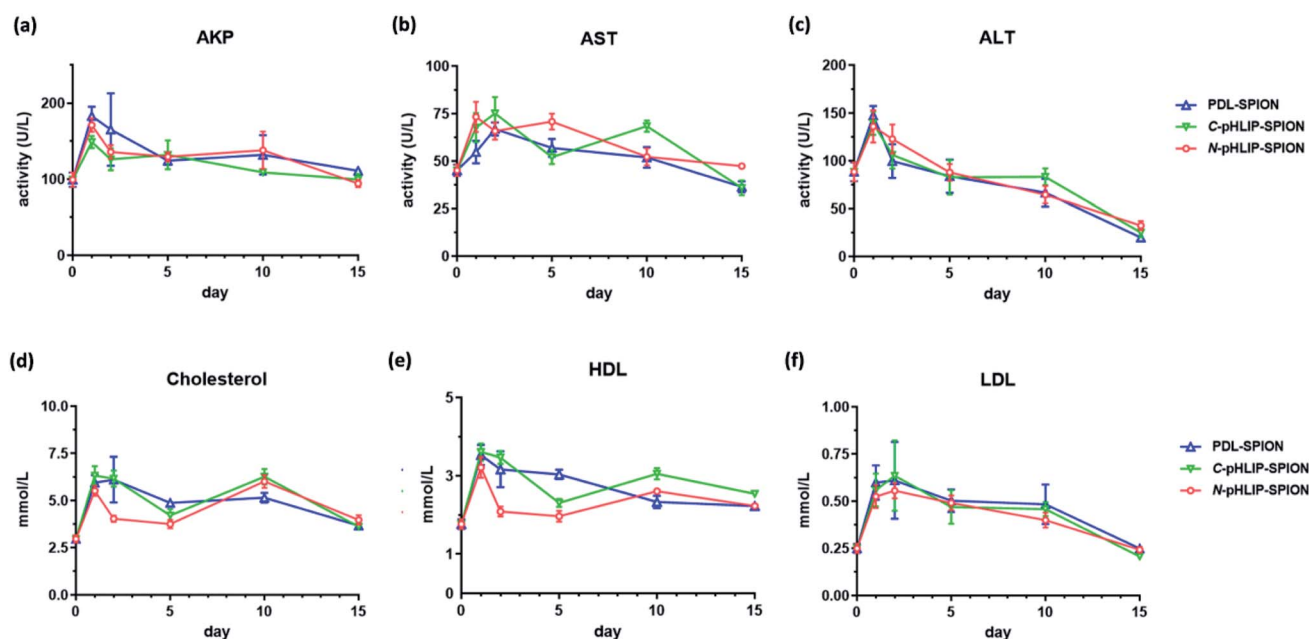 (a)
AKP
activity (U/L)
200
100
0
0 5 10 15
day
(b)
AST
activity (U/L)
100
75
50
25
0
0 5 10 15
day
(c)
ALT
activity (U/L)
200
150
100
50
0
0 5 10 15
day
PDL-SPION
C-pHLIP-SPION
N-pHLIP-SPION
(d)
Cholesterol
mmol/L
10.0
7.5
5.0
2.5
0.0
0 5 10 15
day
(e)
HDL
mmol/L
5
4
3
1
0
0 5 10 15
day
(f)
LDL
mmol/L
1.00
0.75
0.50
0.25
0.00
0 5 10 15
day
PDL-SPION
C-pHLIP-SPION
N-pHLIP-SPION